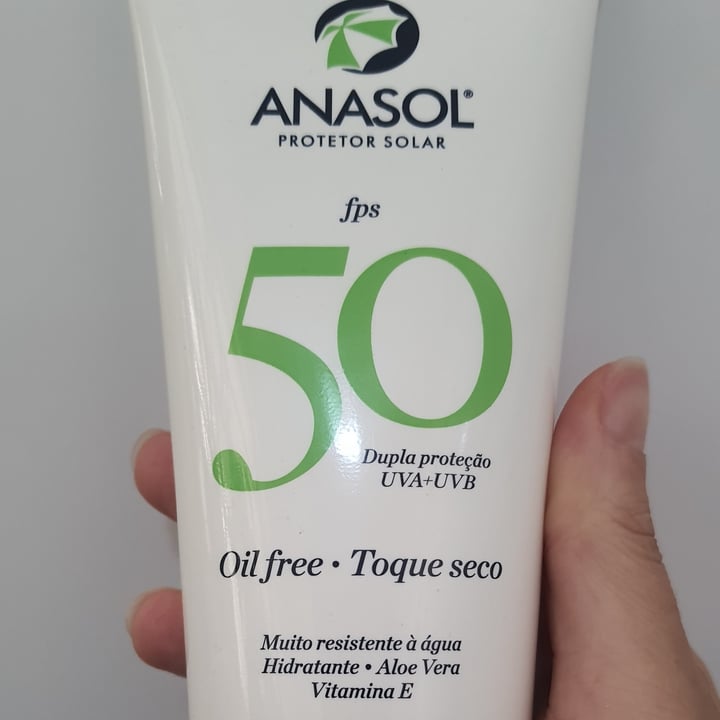 ANASOL®
PROTETOR SOLAR
fps
50
Dupla proteção
UVA+UVB
Oil free • Toque seco
Muito resistente à água
Hidratante • Aloe Vera
Vitamina E